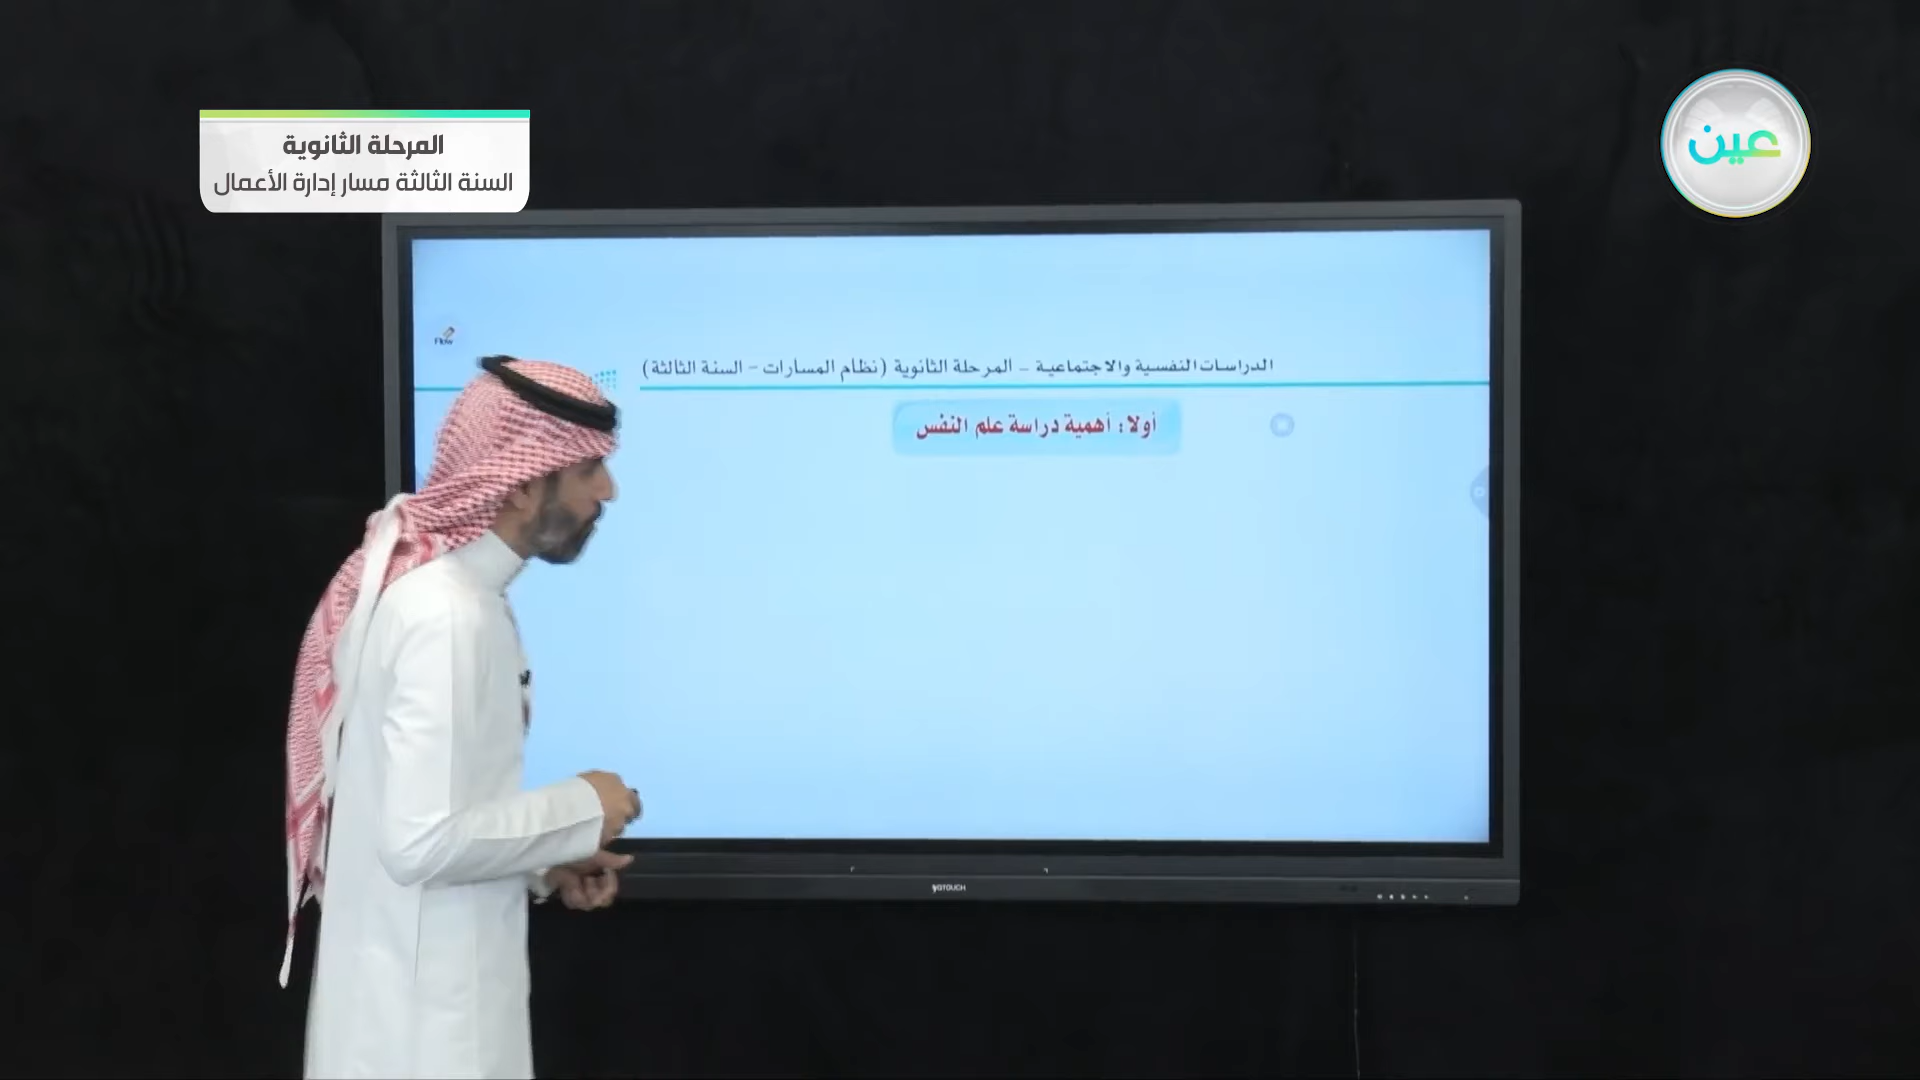 المرحلة الثانوية
السنة الثالثة مسار إدارة الأعمال
عين
Flow
الدراسات النفسية والاجتماعية - المرحلة الثانوية (نظام المسارات - السنة الثالثة)
أولا: أهمية دراسة علم النفس